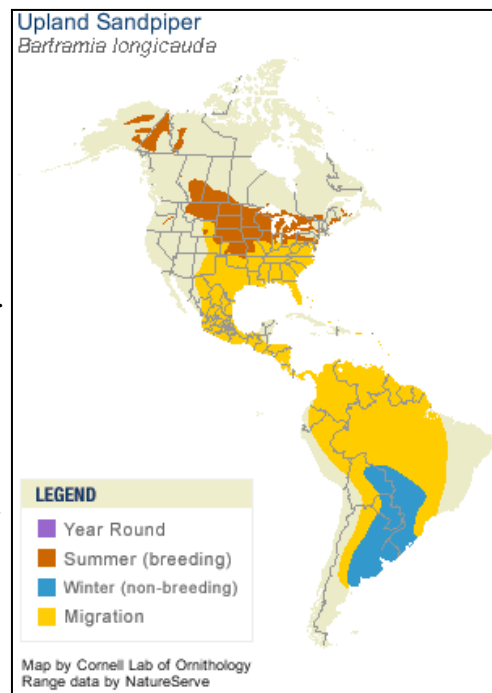 Upland Sandpiper
Bartramia longicauda
LEGEND
Year Round
Summer (breeding)
Winter (non-breeding)
Migration
Map by Cornell Lab of Ornithology
Range data by NatureServe